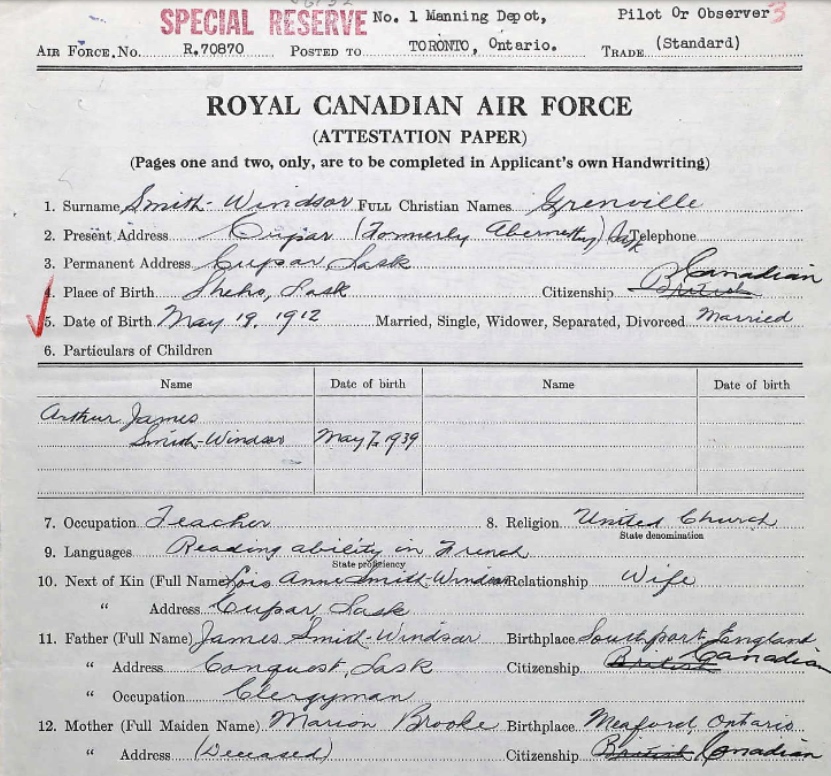 SPECIAL RESERVE No. 1 Manning Depot, Pilot Or Observer 3
AIR FORCE, No. R.70870 POSTED TO TORONTO, Ontario. TRADE (Standard)
ROYAL CANADIAN AIR FORCE
(ATTESTATION PAPER)
(Pages one and two, only, are to be completed in Applicant's own Handwriting)
1. Surname Smith-Windsor FULL Christian Names Grenville
2. Present Address Cupar (Formerly Abernethy) Sask Telephone
3. Permanent Address Cupar Sask
4. Place of Birth Sheho, Sask Citizenship British Canadian
5. Date of Birth May 19, 1912 Married, Single, Widower, Separated, Divorced Married
6. Particulars of Children
Name Date of birth Name Date of birth
Arthur James
Smith-Windsor May 7, 1939
7. Occupation Teacher 8. Religion United Church
State denomination
9. Languages Reading ability in French
State proficiency
10. Next of Kin (Full Name) Lois Anne Smith-Windsor Relationship Wife
" Address Cupar Sask
11. Father (Full Name) James Smith-Windsor Birthplace Southport, England
" Address Conquest, Sask Citizenship British Canadian
" Occupation Clergyman
12. Mother (Full Maiden Name) Marion Brooke Birthplace Meaford, Ontario
" Address (Deceased) Citizenship British Canadian